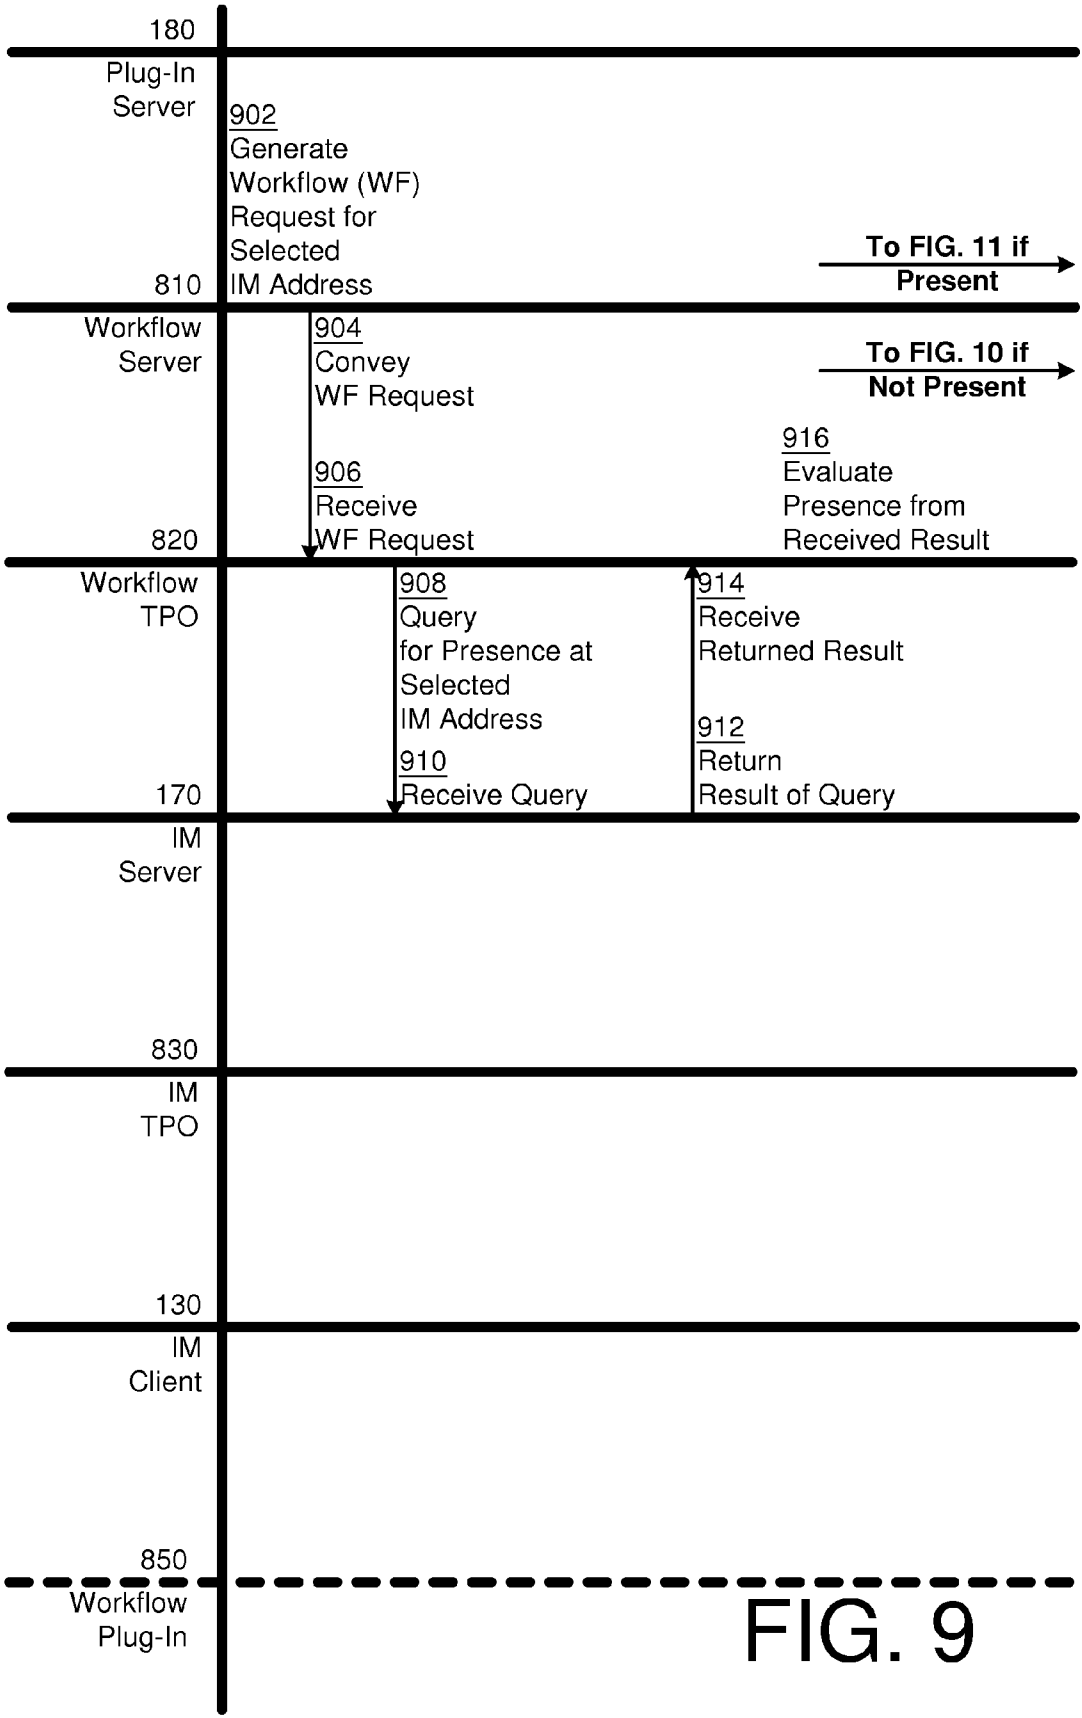 180
Plug-In
Server
902
Generate
Workflow (WF)
Request for
Selected
IM Address
To FIG. 11 if
Present
810
Workflow
Server
904
Convey
WF Request
To FIG. 10 if
Not Present
906
Receive
WF Request
916
Evaluate
Presence from
Received Result
820
Workflow
TPO
908
Query
for Presence at
Selected
IM Address
910
Receive Query
914
Receive
Returned Result
912
Return
Result of Query
170
IM
Server
830
IM
TPO
130
IM
Client
850
Workflow
Plug-In
FIG. 9